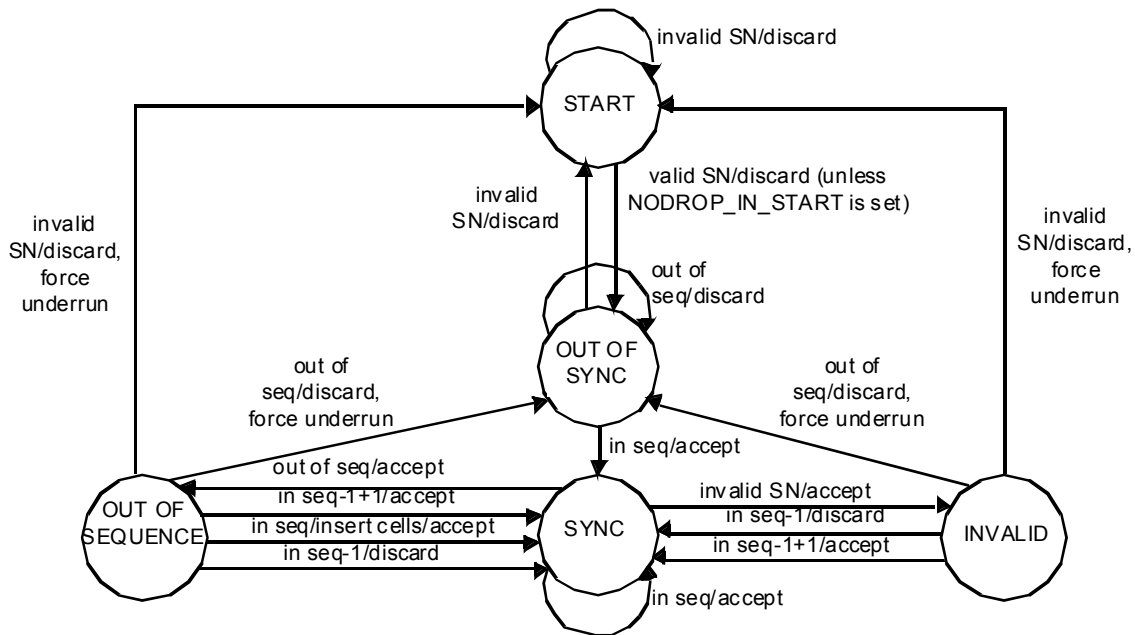 invalid SN/discard
START
valid SN/discard (unless
NODROP_IN_START is set)
invalid
SN/discard
invalid
SN/discard,
force
underrun
invalid
SN/discard,
force
underrun
out of
seq/discard
OUT OF
SYNC
out of
seq/discard,
force underrun
out of
seq/discard,
force underrun
in seq/accept
out of seq/accept
in seq-1+1/accept
in seq/insert cells/accept
in seq-1/discard
OUT OF
SEQUENCE
SYNC
invalid SN/accept
in seq-1/discard
in seq-1+1/accept
INVALID
in seq/accept